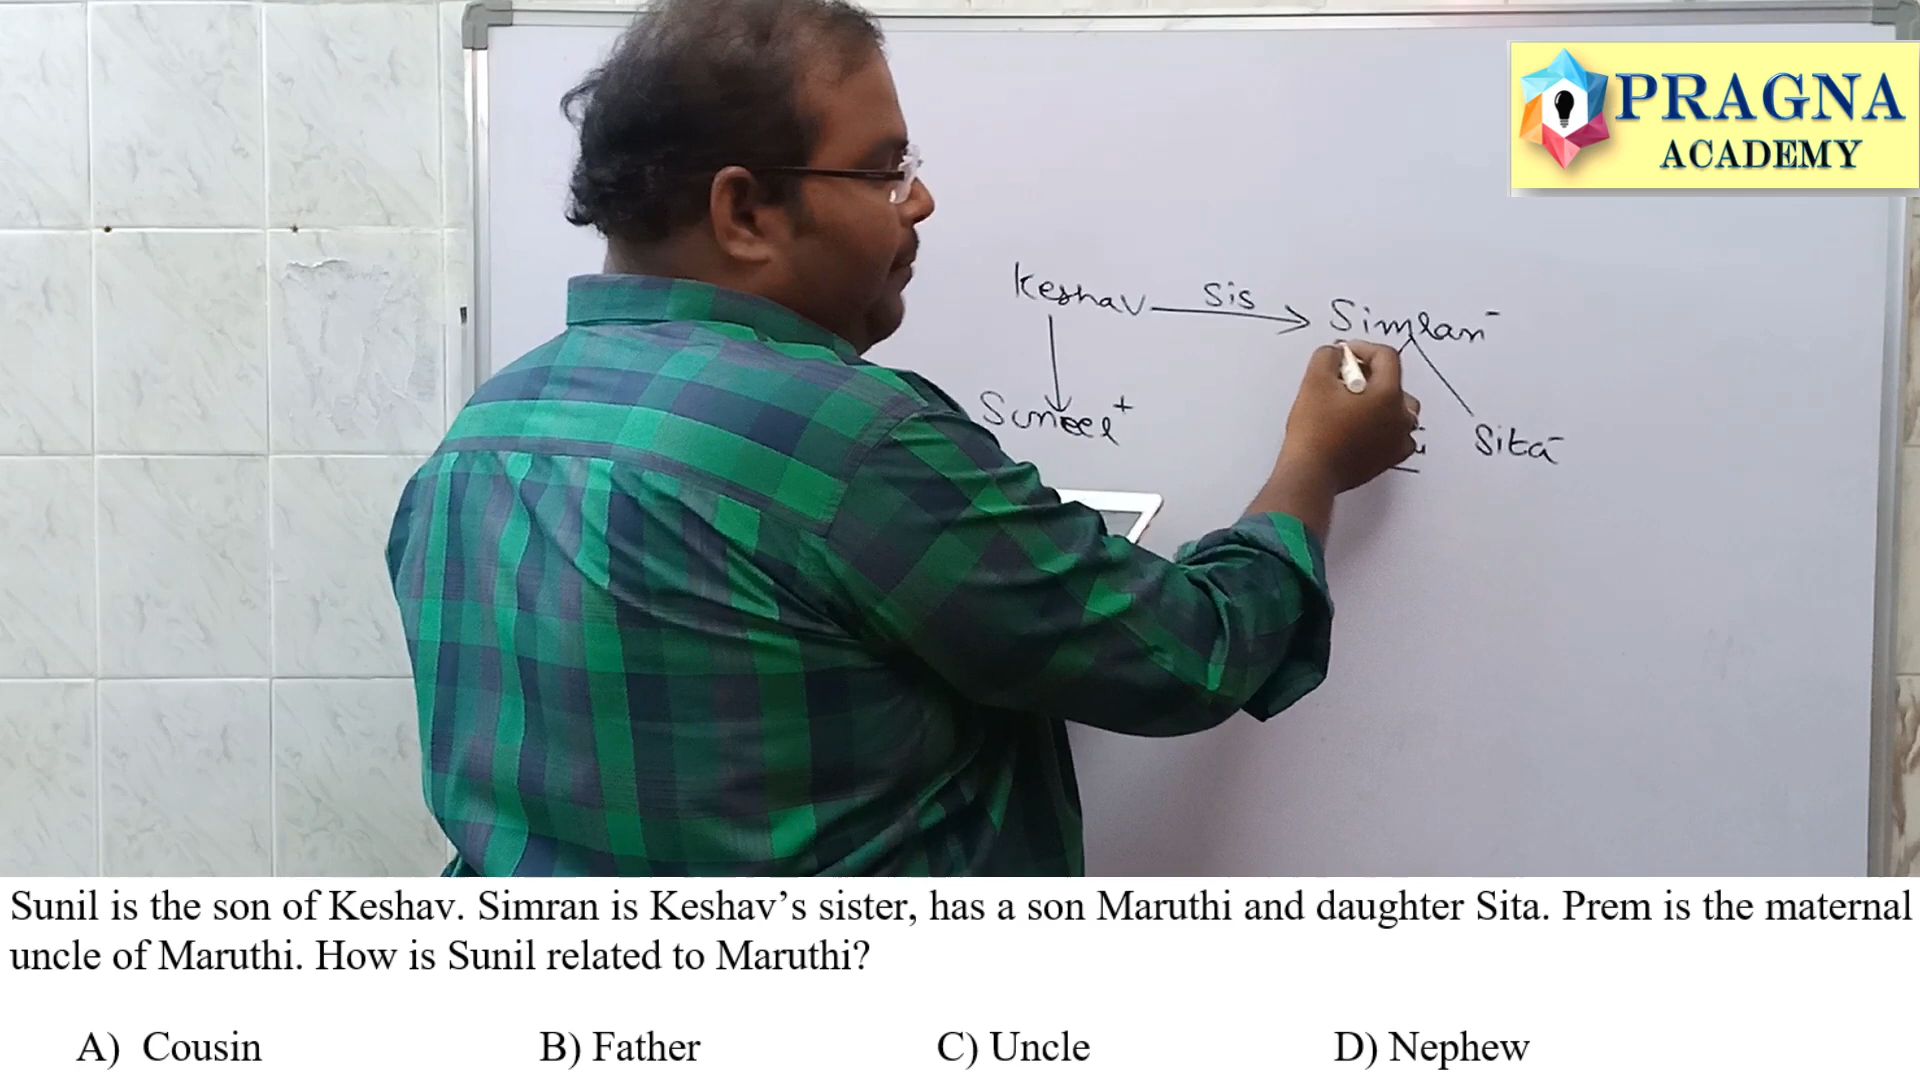 PRAGNA
ACADEMY
Keshav sis Simran -
Suneel +
Sita -
Sunil is the son of Keshav. Simran is Keshav’s sister, has a son Maruthi and daughter Sita. Prem is the maternal
uncle of Maruthi. How is Sunil related to Maruthi?
A) Cousin B) Father C) Uncle D) Nephew